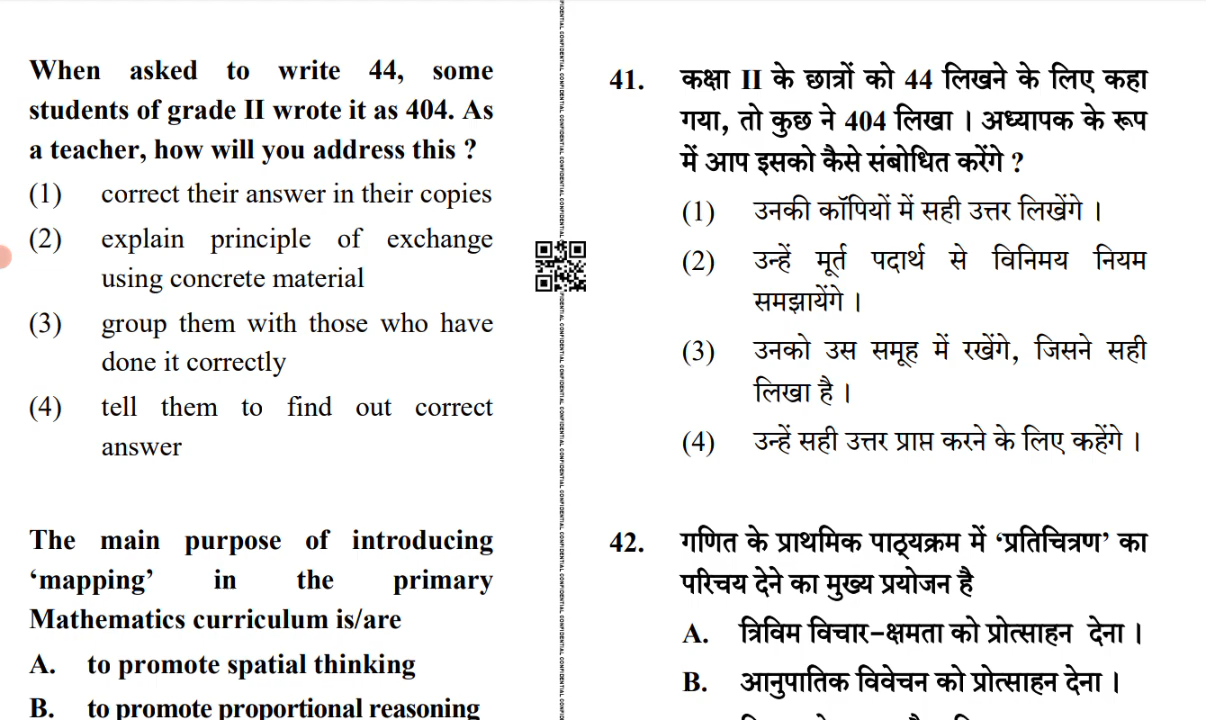 When asked to write 44, some
students of grade II wrote it as 404. As
a teacher, how will you address this ?
(1) correct their answer in their copies
(2) explain principle of exchange
using concrete material
(3) group them with those who have
done it correctly
(4) tell them to find out correct
answer
The main purpose of introducing
‘mapping’ in the primary
Mathematics curriculum is/are
A. to promote spatial thinking
B. to promote proportional reasoning
41. कक्षा II के छात्रों को 44 लिखने के लिए कहा
गया, तो कुछ ने 404 लिखा । अध्यापक के रूप
में आप इसको कैसे संबोधित करेंगे ?
(1) उनकी कॉपियों में सही उत्तर लिखेंगे ।
(2) उन्हें मूर्त पदार्थ से विनिमय नियम
समझायेंगे ।
(3) उनको उस समूह में रखेंगे, जिसने सही
लिखा है ।
(4) उन्हें सही उत्तर प्राप्त करने के लिए कहेंगे ।
42. गणित के प्राथमिक पाठ्यक्रम में ‘प्रतिचित्रण’ का
परिचय देने का मुख्य प्रयोजन है
A. त्रिविम विचार-क्षमता को प्रोत्साहन देना ।
B. आनुपातिक विवेचन को प्रोत्साहन देना ।